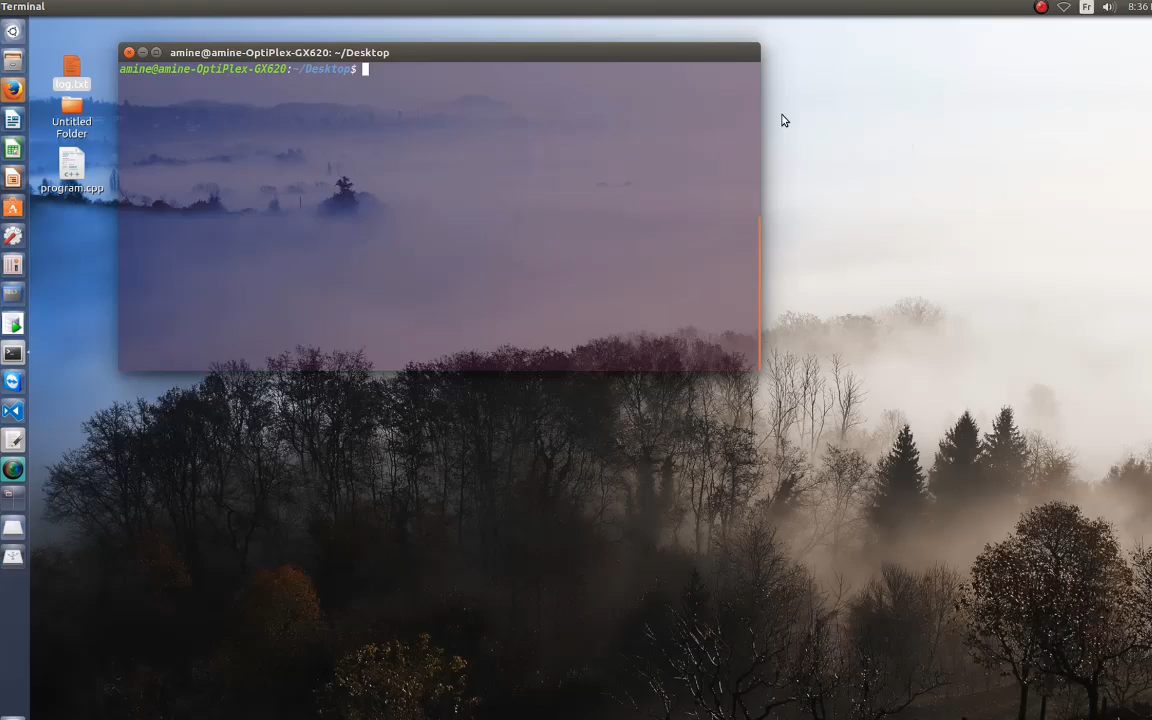 Terminal
Fr
8:36
amine@amine-OptiPlex-GX620: ~/Desktop
amine@amine-OptiPlex-GX620:~/Desktop$
log.txt
Untitled
Folder
C++
program.cpp